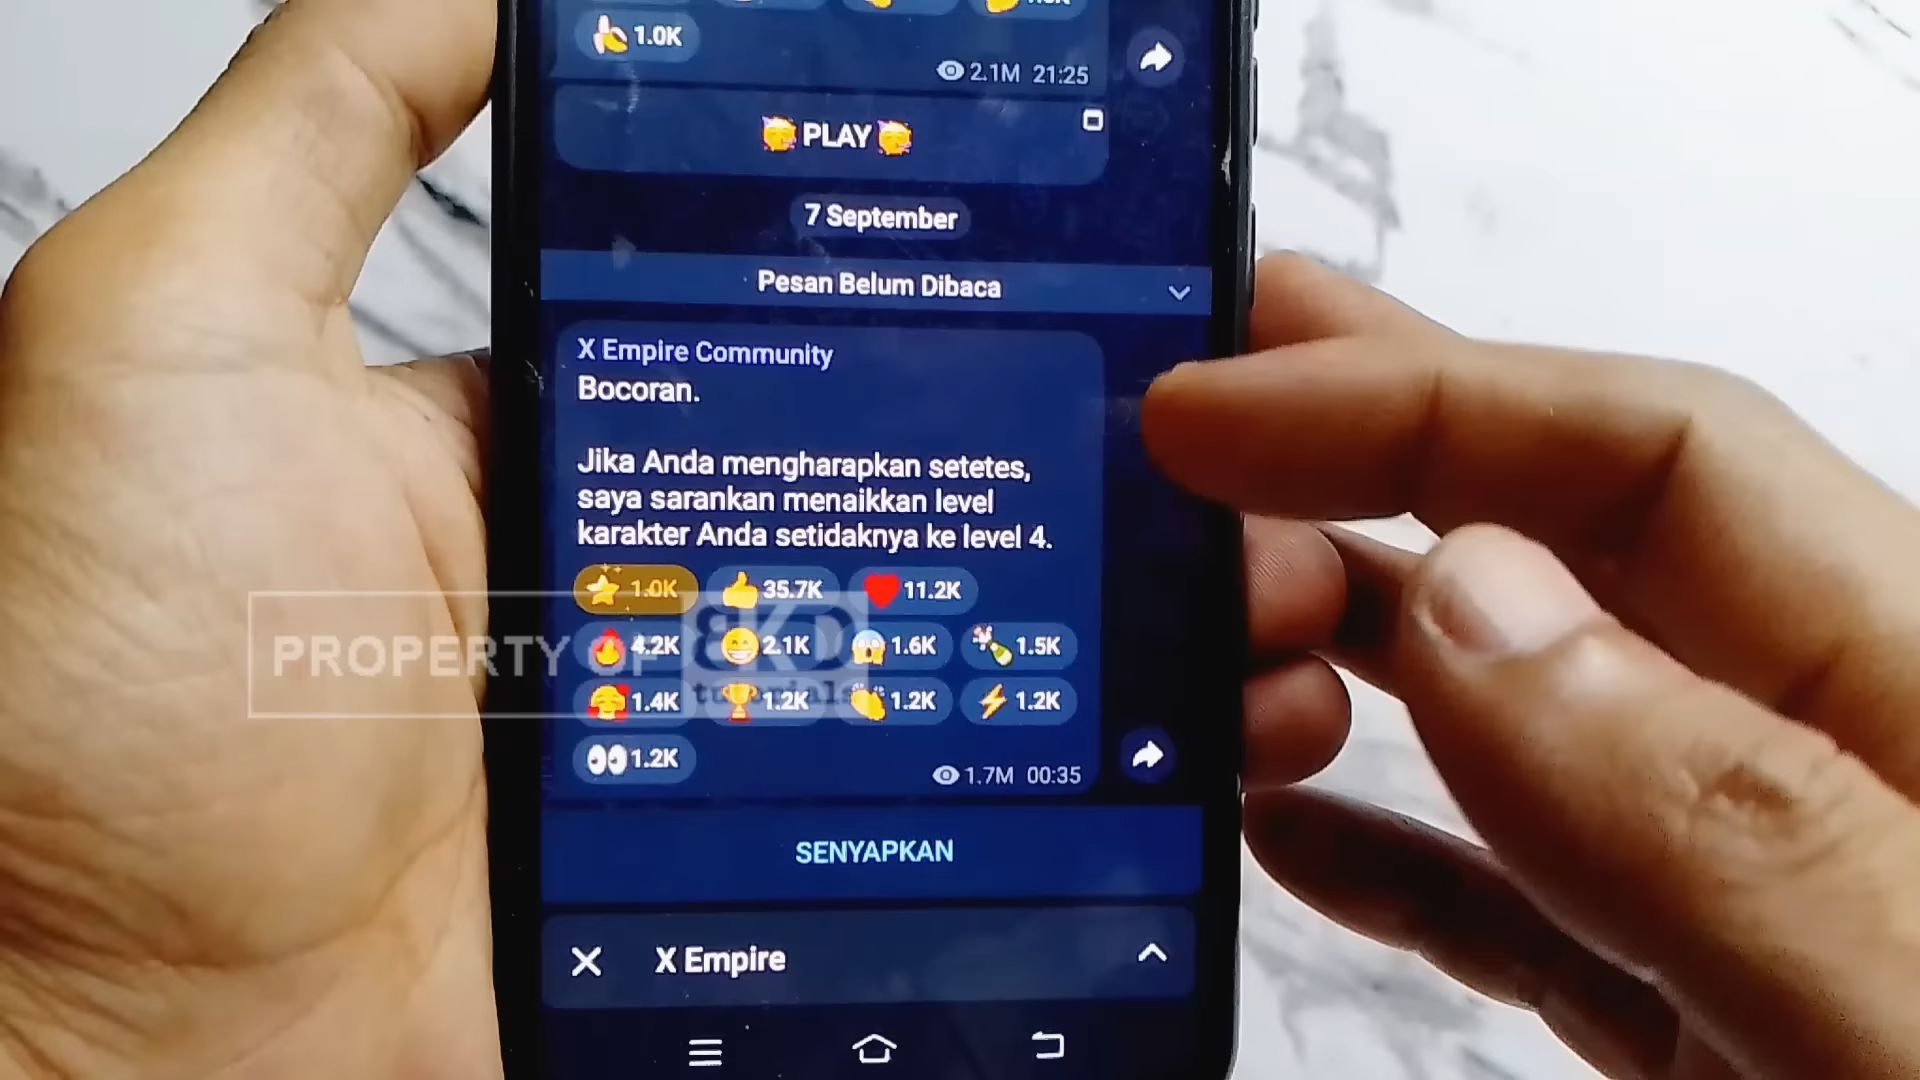 1.0K
2.1M 21:25
PLAY
7 September
Pesan Belum Dibaca
X Empire Community
Bocoran.
Jika Anda mengharapkan setetes,
saya sarankan menaikkan level
karakter Anda setidaknya ke level 4.
1.0K 35.7K 11.2K
4.2K 2.1K 1.6K 1.5K
PROPERTY OF
tutorials
1.4K 1.2K 1.2K 1.2K
1.2K
1.7M 00:35
SENYAPKAN
X Empire